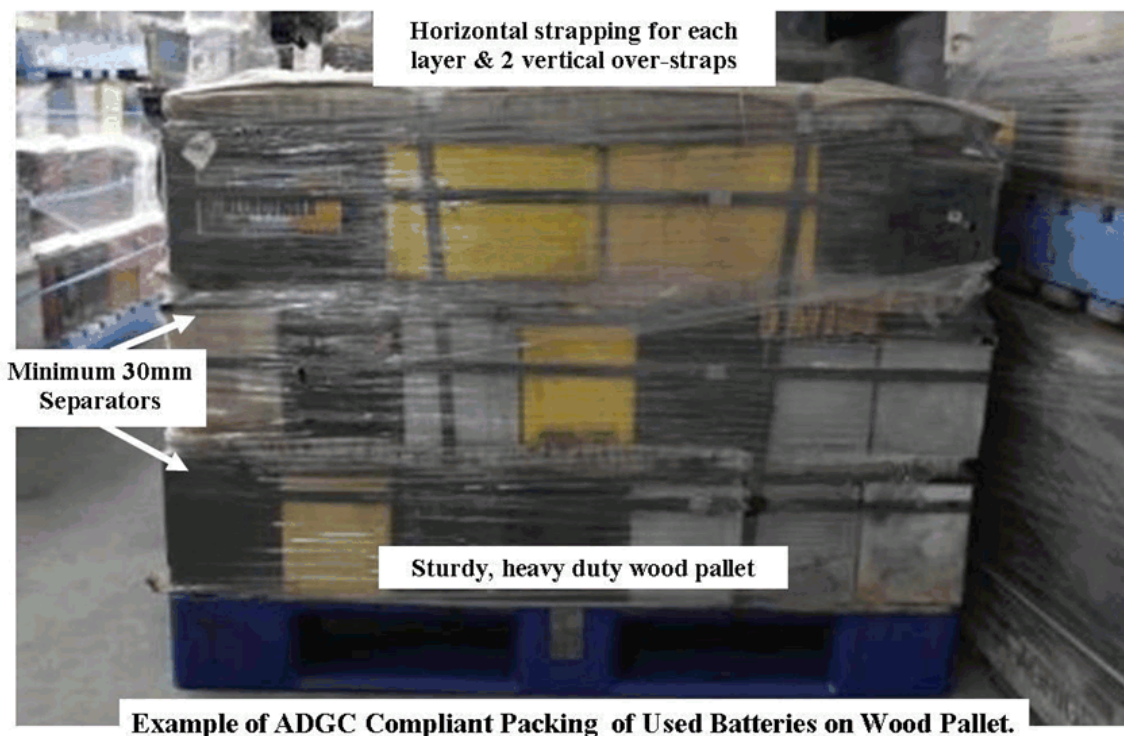 Horizontal strapping for each
layer & 2 vertical over-straps
Minimum 30mm
Separators
Sturdy, heavy duty wood pallet
Example of ADGC Compliant Packing of Used Batteries on Wood Pallet.